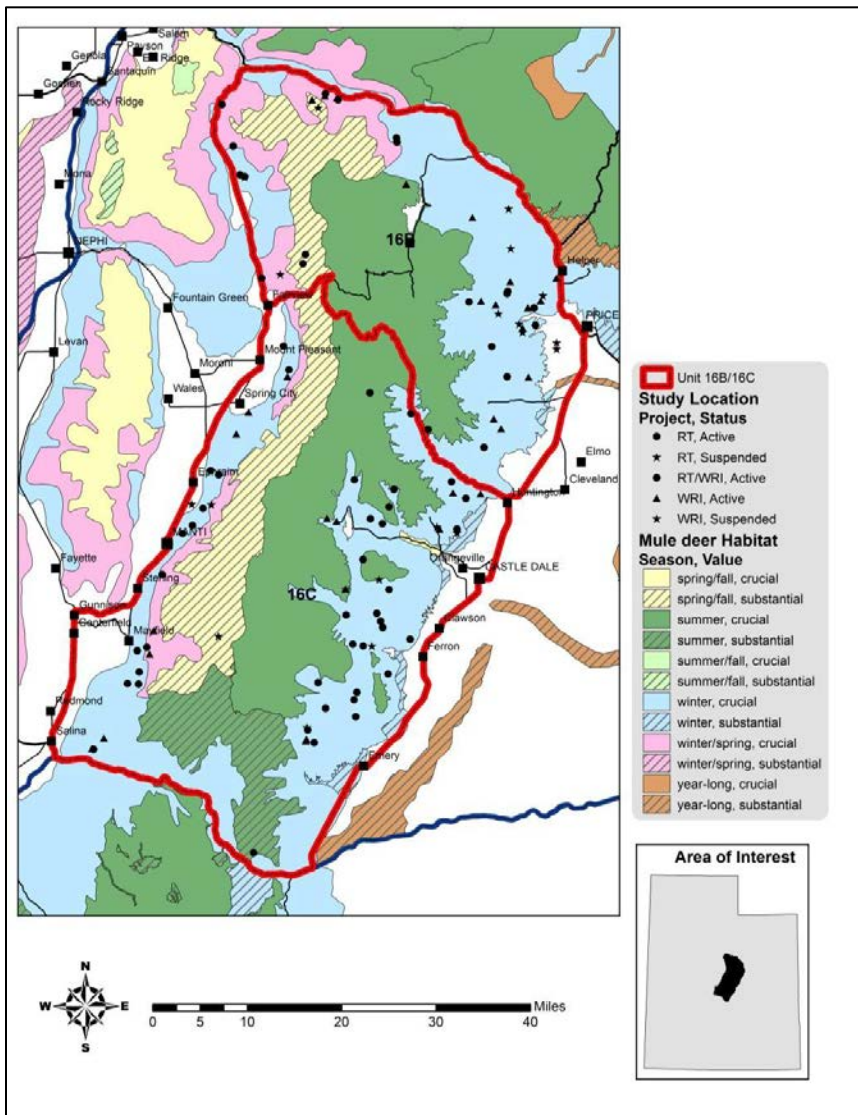 Salem
Payson
Genola
Elk Ridge
Santaquin
Goshen
Rocky Ridge
Mona
NEPHI
16B
Helper
Fountain Green
Fairview
PRICE
Levan
Mount Pleasant
Moroni
Wales
Spring City
Elmo
Ephraim
Cleveland
Huntington
MANTI
Fayette
Orangeville
CASTLE DALE
Sterling
16C
Gunnison
Centerfield
Mayfield
Clawson
Ferron
Redmond
Salina
Emery
Unit 16B/16C
Study Location
Project, Status
RT, Active
RT, Suspended
RT/WRI, Active
WRI, Active
WRI, Suspended
Mule deer Habitat
Season, Value
spring/fall, crucial
spring/fall, substantial
summer, crucial
summer, substantial
summer/fall, crucial
summer/fall, substantial
winter, crucial
winter, substantial
winter/spring, crucial
winter/spring, substantial
year-long, crucial
year-long, substantial
Area of Interest
N
W E
S
Miles
0 5 10 20 30 40